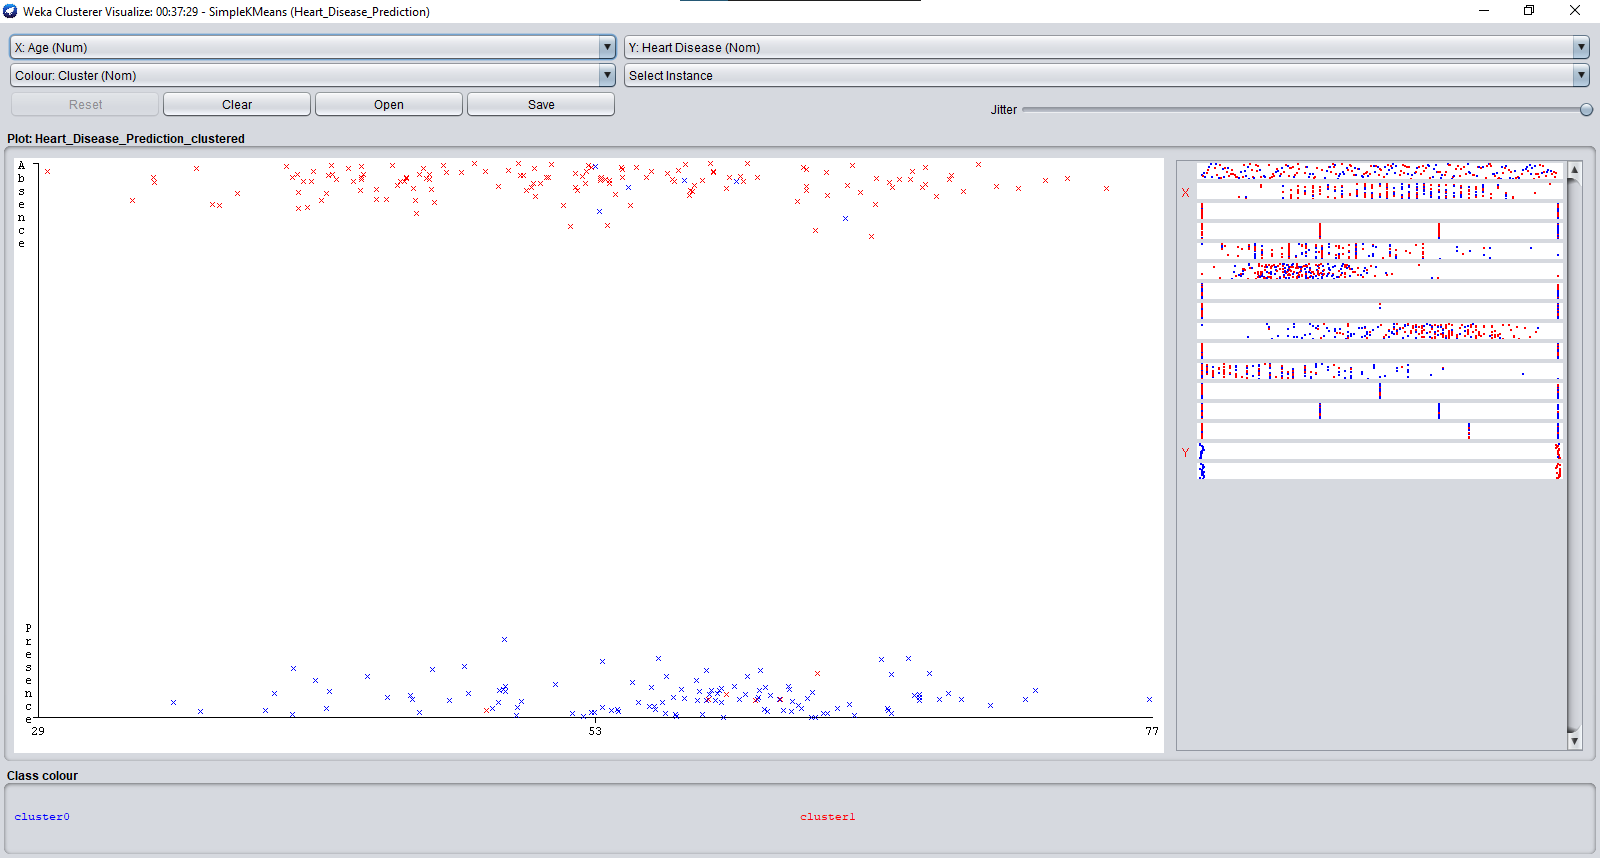 Weka Clusterer Visualize: 00:37:29 - SimpleKMeans (Heart_Disease_Prediction)
X: Age (Num)
Y: Heart Disease (Nom)
Colour: Cluster (Nom)
Select Instance
Reset
Clear
Open
Save
Jitter
Plot: Heart_Disease_Prediction_clustered
Absence
Presence
29
53
77
X
Y
Class colour
cluster0
cluster1